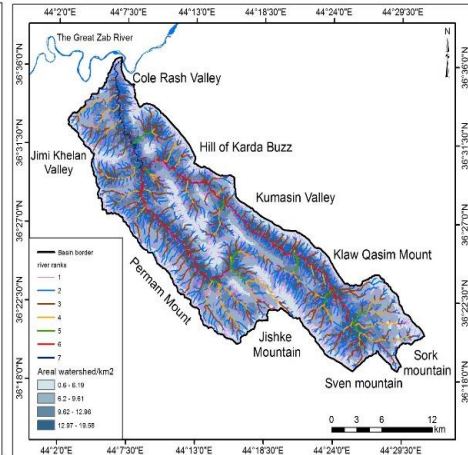 44°2'0"E 44°7'30"E 44°13'0"E 44°18'30"E 44°24'0"E 44°29'30"E
The Great Zab River
N
36°36'0"N
36°36'0"N
Cole Rash Valley
36°31'30"N
36°31'30"N
Hill of Karda Buzz
Jimi Khelan
Valley
Kumasin Valley
36°27'0"N
36°27'0"N
Klaw Qasim Mount
Basin border
river ranks
1
2
3
4
5
6
7
Permam Mount
36°22'30"N
36°22'30"N
Areal watershed/km2
0.6 - 6.19
6.2 - 9.61
9.62 - 12.96
12.97 - 19.58
Jishke
Mountain
Sork
mountain
Sven mountain
36°18'0"N
36°18'0"N
0 3 6 12
km
44°2'0"E 44°7'30"E 44°13'0"E 44°18'30"E 44°24'0"E 44°29'30"E